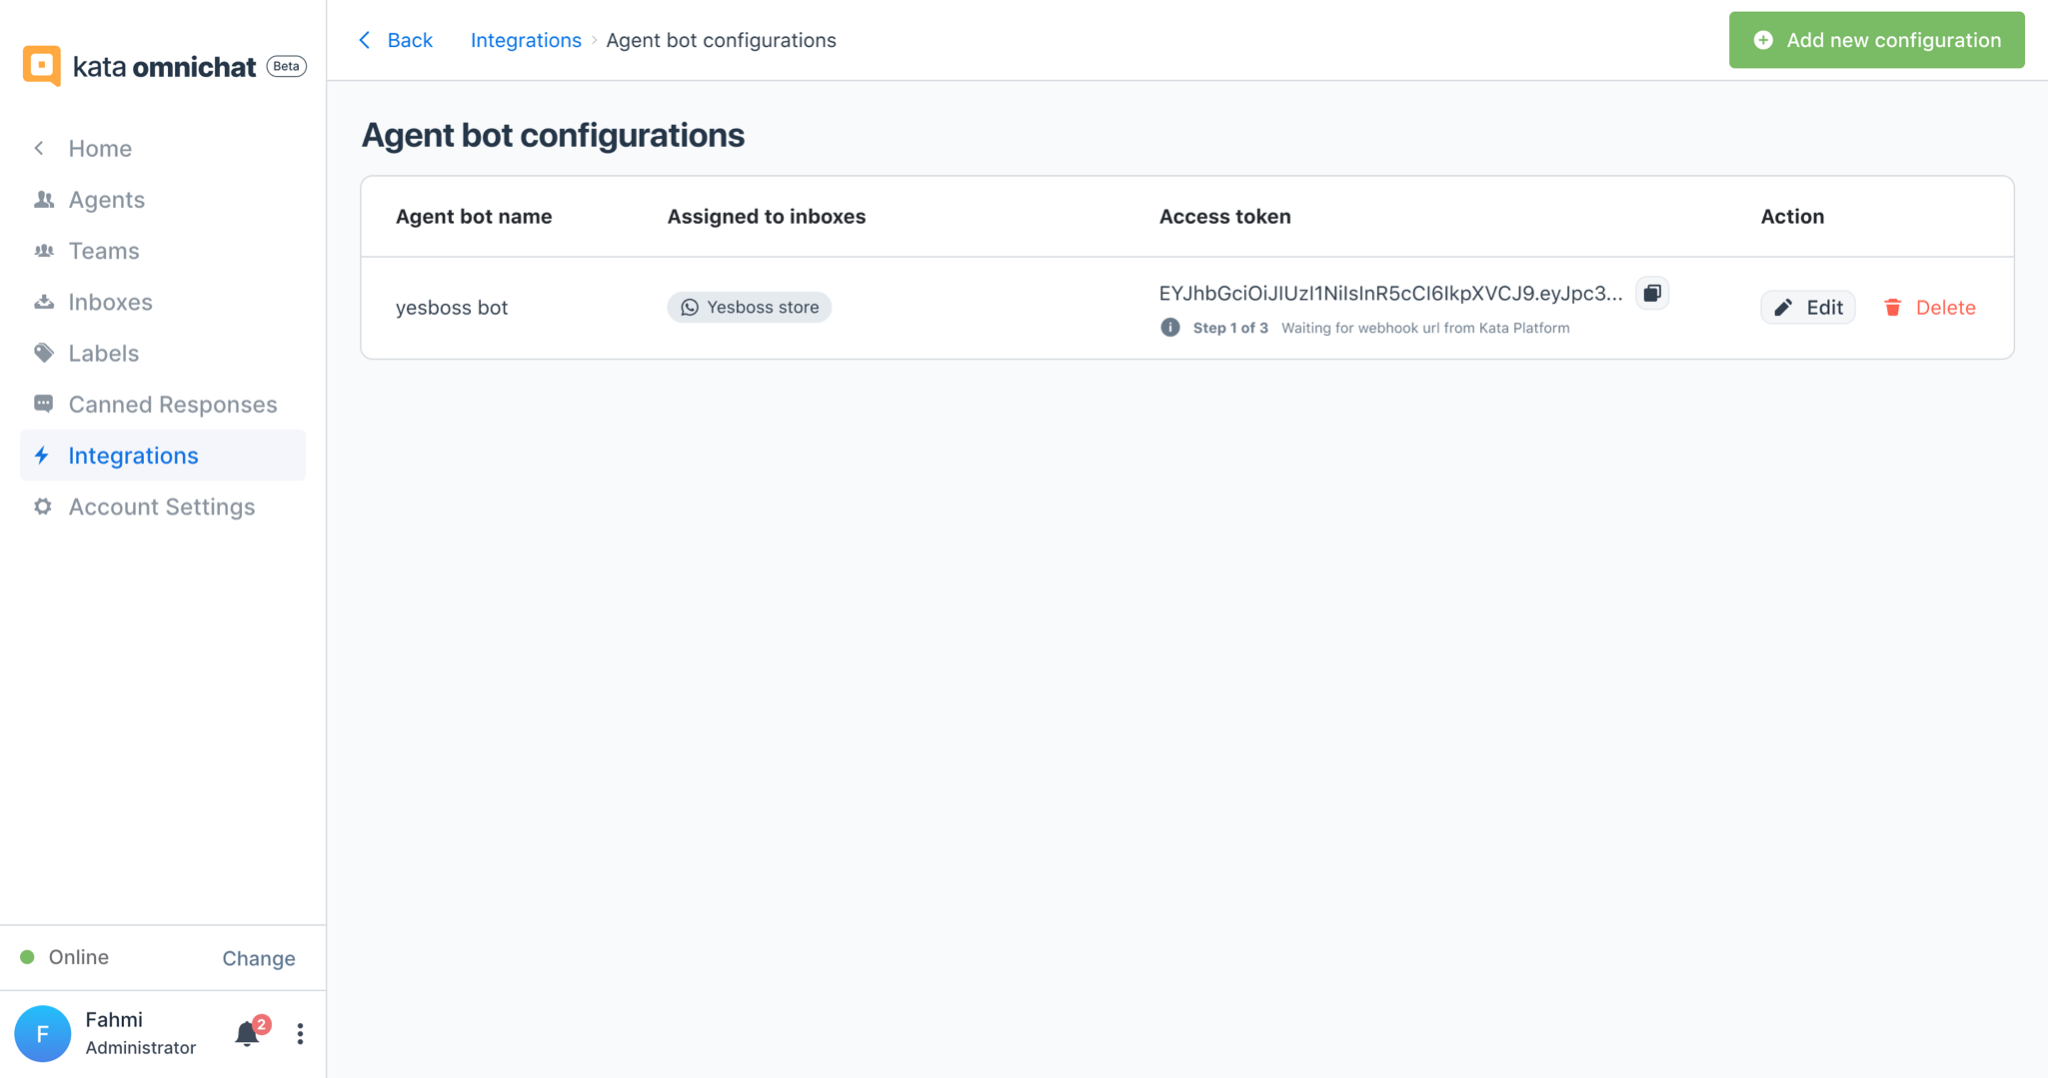 kata omnichat Beta
Home
Agents
Teams
Inboxes
Labels
Canned Responses
Integrations
Account Settings
Online Change
F
Fahmi
Administrator
2
Back Integrations › Agent bot configurations
Add new configuration
Agent bot configurations
Agent bot name Assigned to inboxes Access token Action
yesboss bot Yesboss store EYJhbGciOiJIUzI1NiIsInR5cCI6IkpXVCJ9.eyJpc3... Edit Delete
Step 1 of 3 Waiting for webhook url from Kata Platform